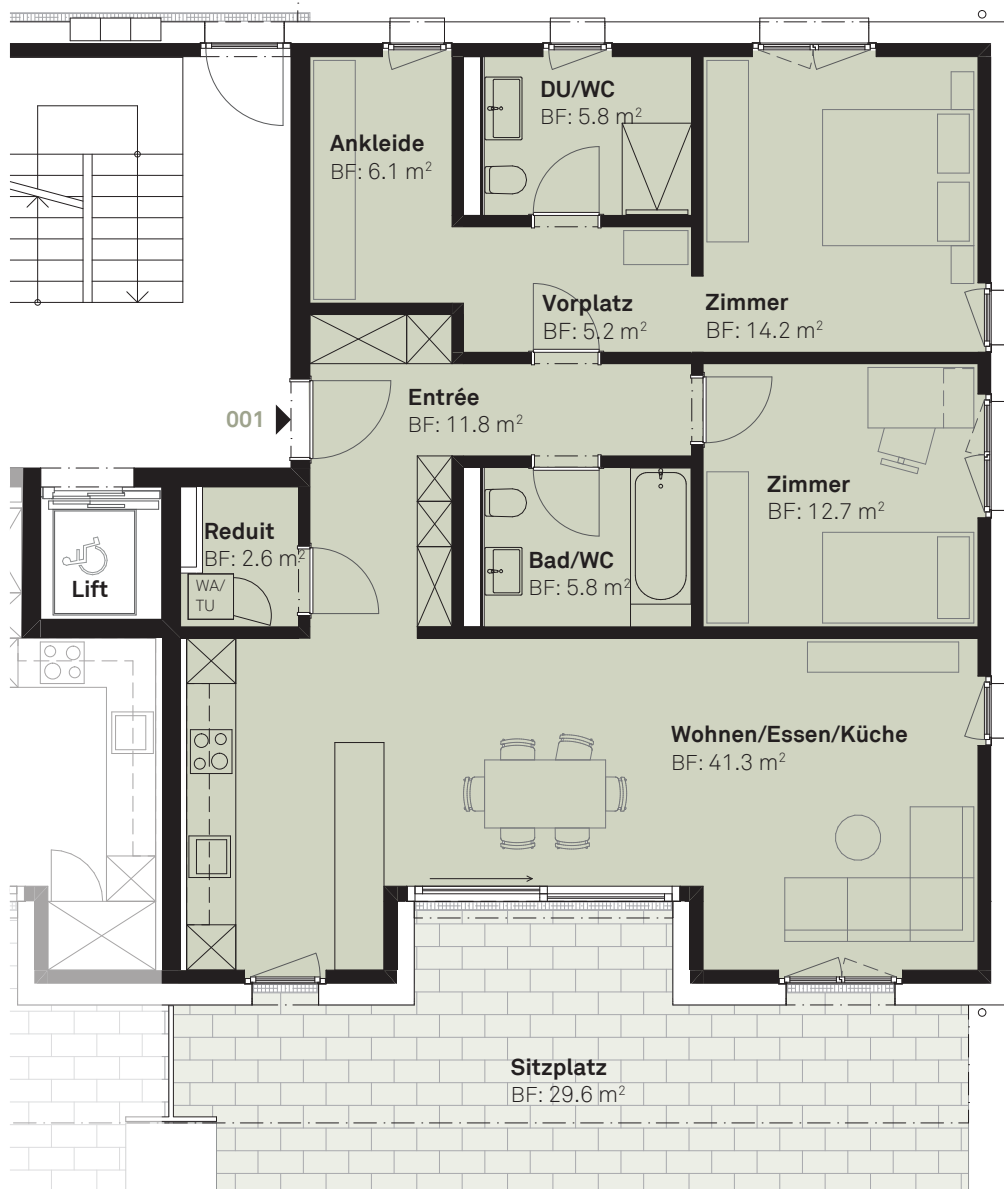 DU/WC
BF: 5.8 m²
Ankleide
BF: 6.1 m²
Vorplatz
BF: 5.2 m²
Zimmer
BF: 14.2 m²
Entrée
BF: 11.8 m²
001
Zimmer
BF: 12.7 m²
Reduit
BF: 2.6 m²
WA/
TU
Lift
Bad/WC
BF: 5.8 m²
Wohnen/Essen/Küche
BF: 41.3 m²
Sitzplatz
BF: 29.6 m²